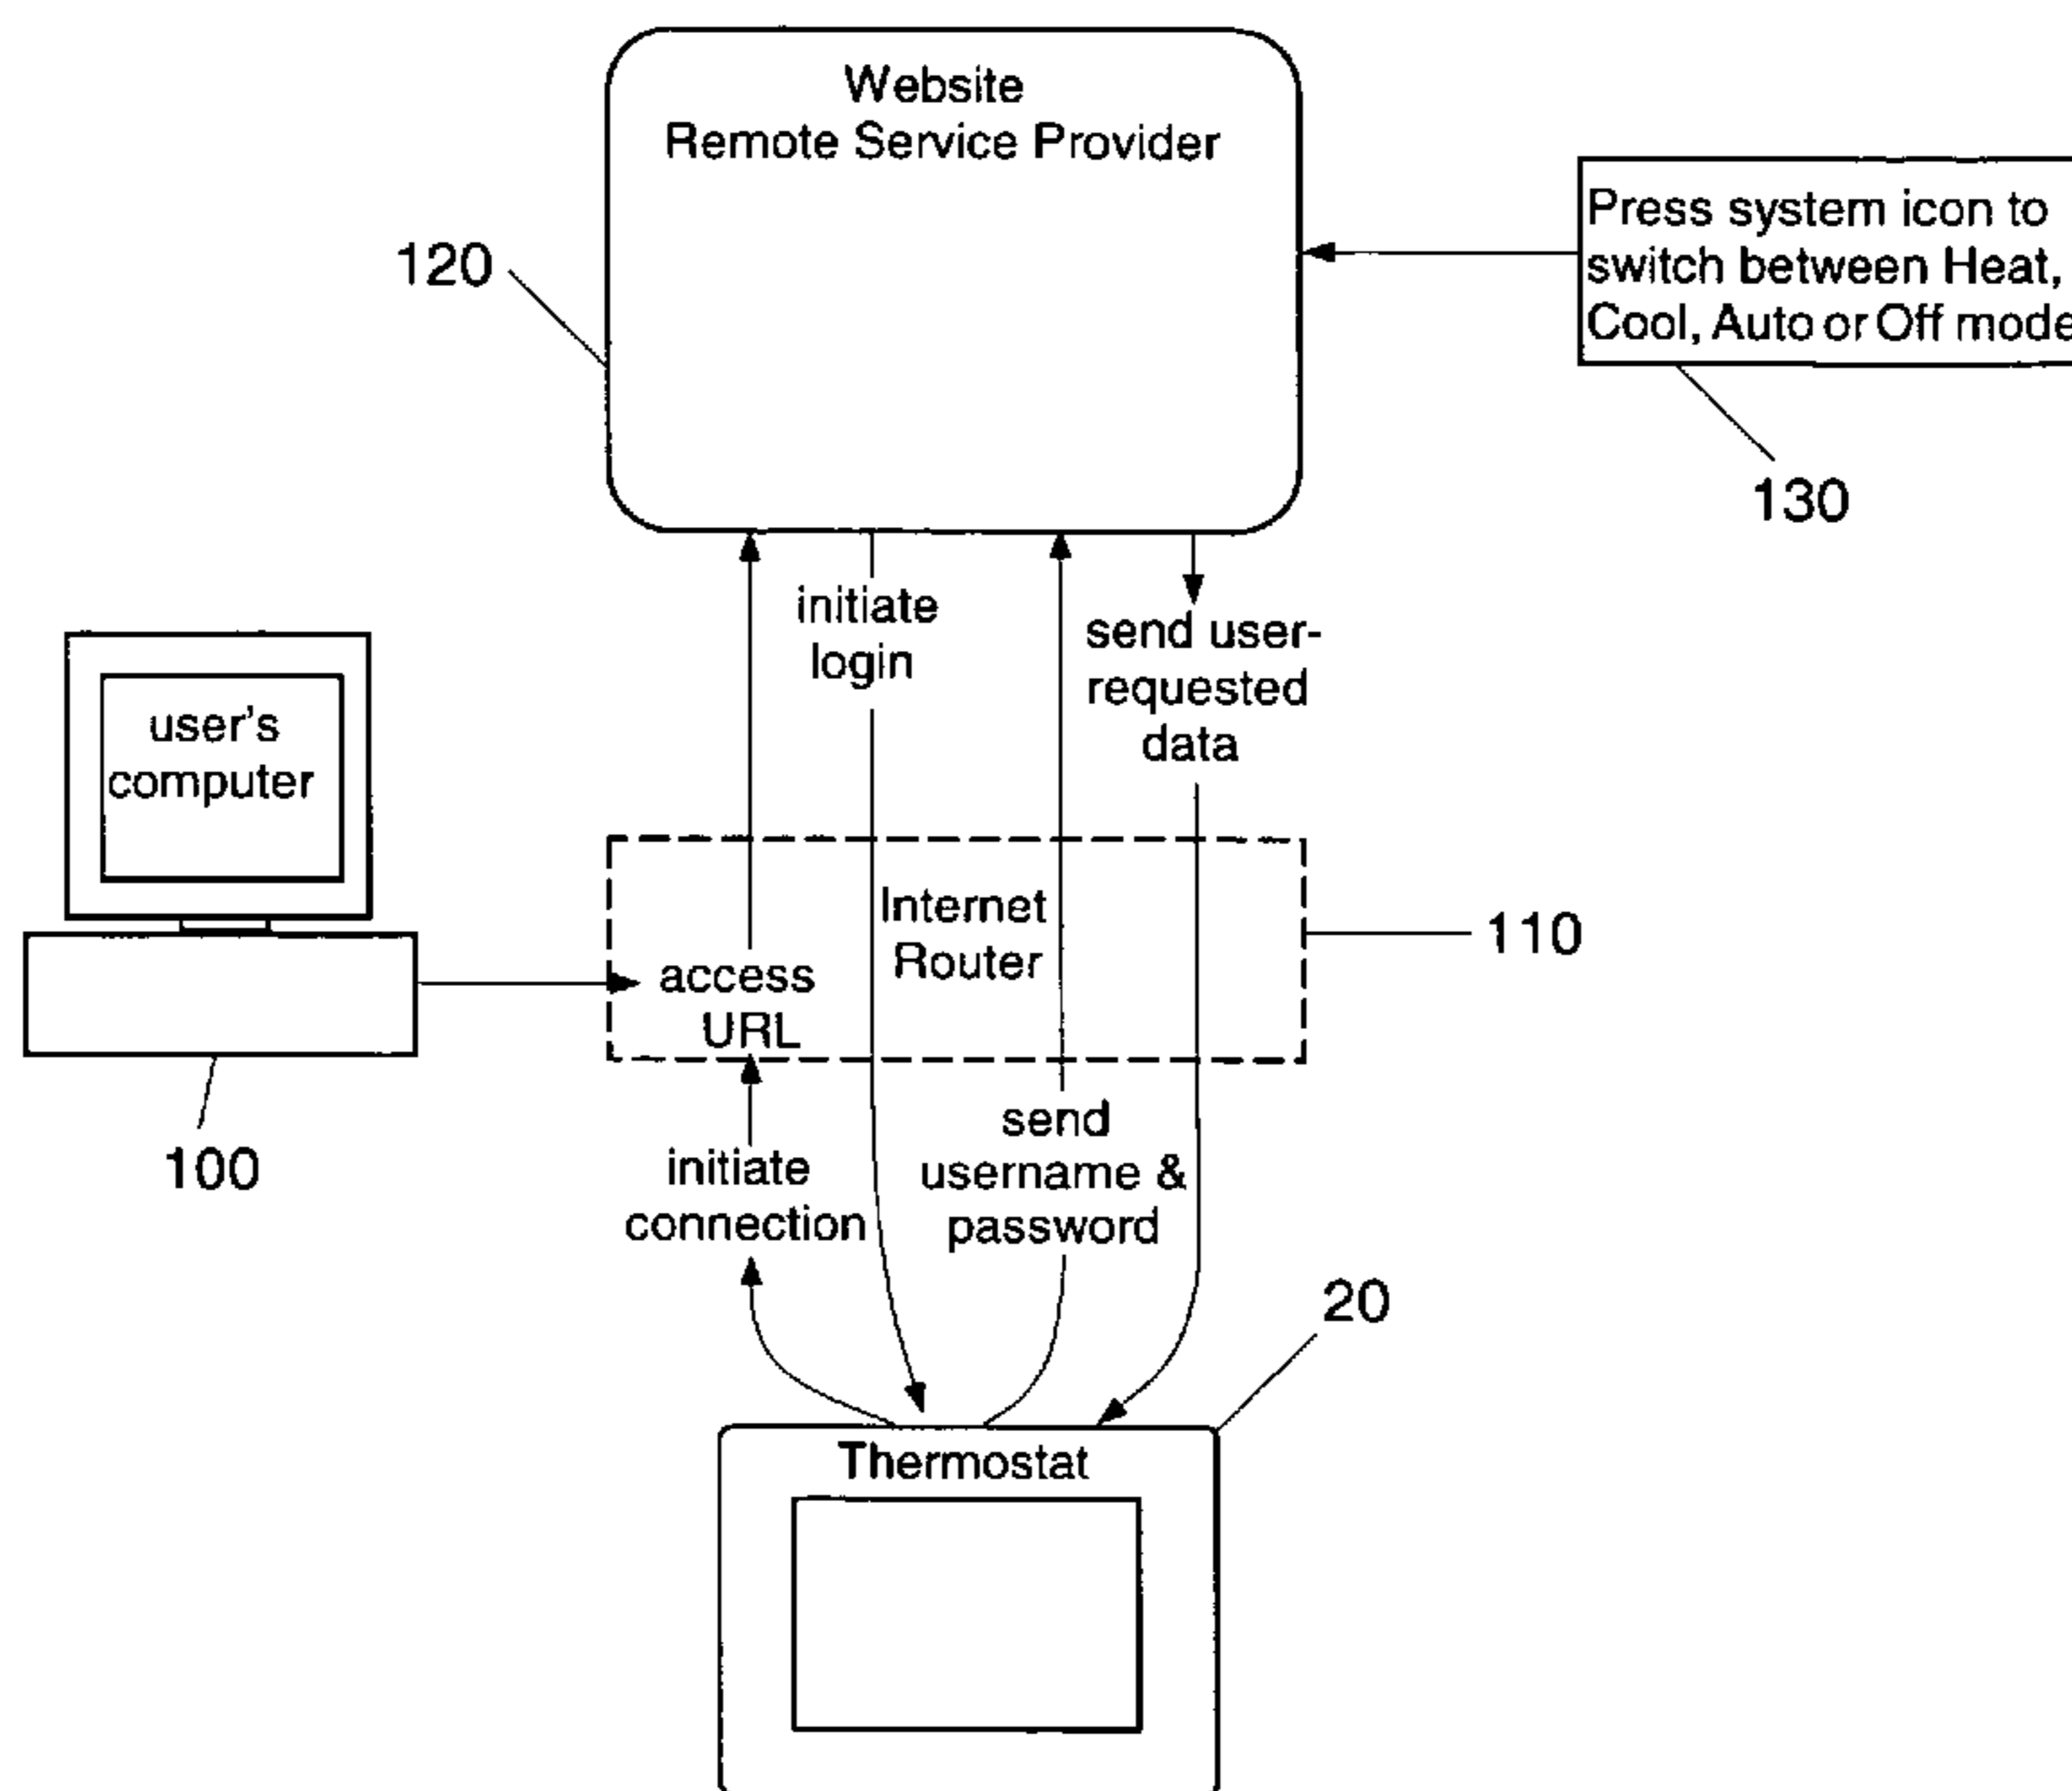 Website
Remote Service Provider
120
Press system icon to
switch between Heat,
Cool, Auto or Off mode
130
initiate
login
send user-
requested
data
user's
computer
Internet
Router
110
access
URL
100
initiate
connection
send
username &
password
20
Thermostat